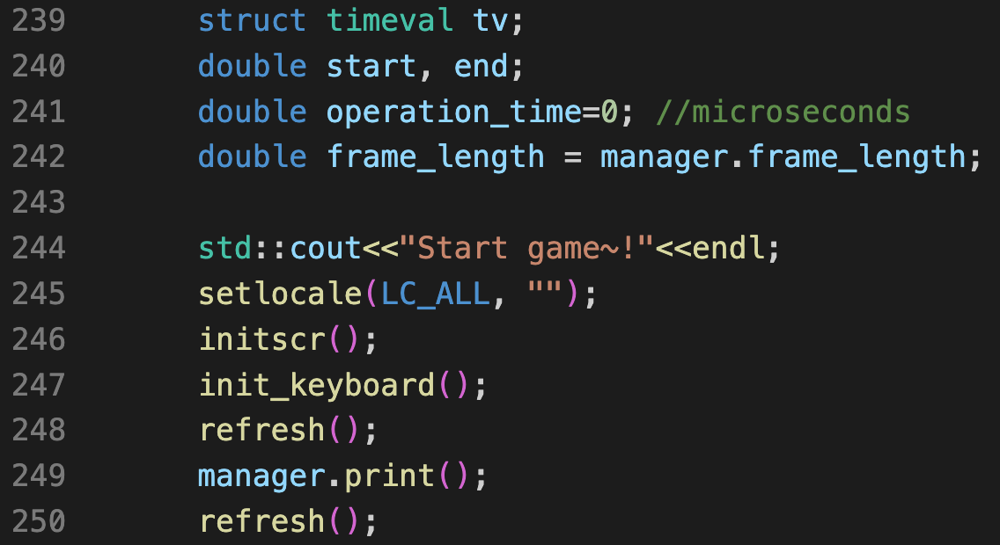 239 struct timeval tv;
240 double start, end;
241 double operation_time=0; //microseconds
242 double frame_length = manager.frame_length;
243
244 std::cout<<"Start game~!"<<endl;
245 setlocale(LC_ALL, "");
246 initscr();
247 init_keyboard();
248 refresh();
249 manager.print();
250 refresh();